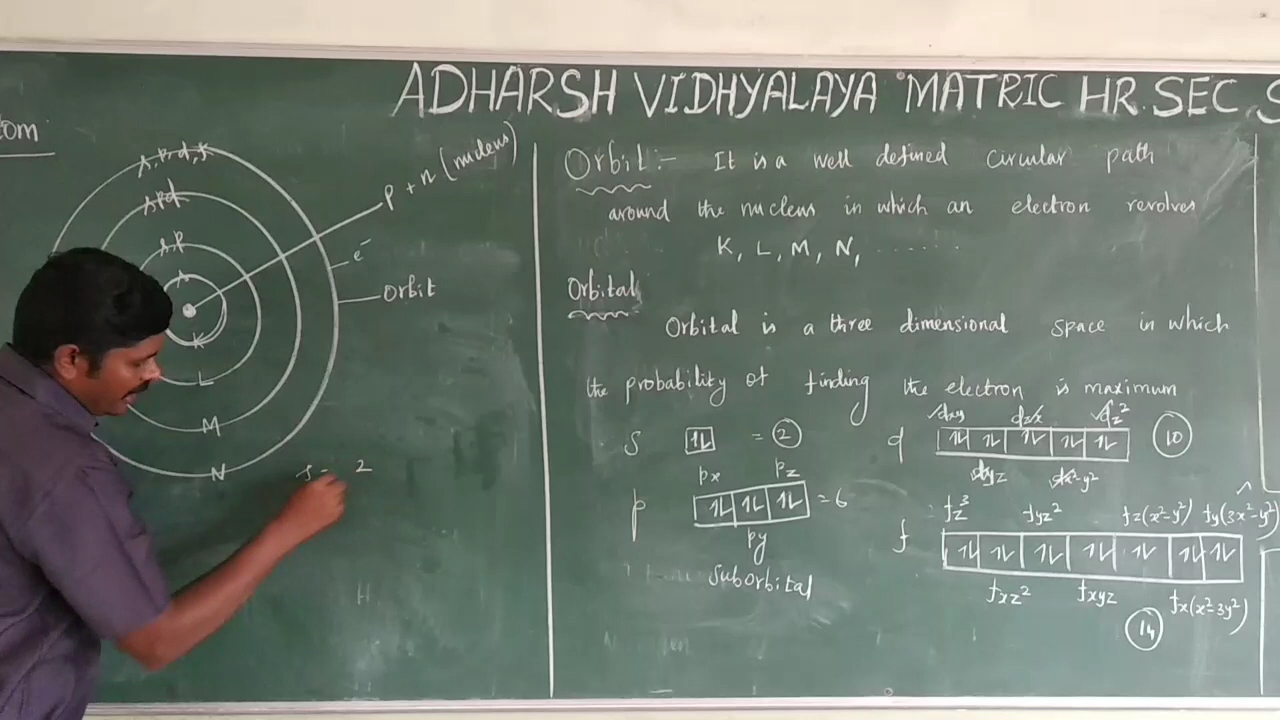 ADHARSH VIDHYALAYA MATRIC HR.SEC S
om
s,p,d,f
spd
s,p
s
K
L
M
N
p + n (nucleus)
e⁻
Orbit
s - 2
Orbit :- It is a well defined circular path
around the nucleus in which an electron revolves
K, L, M, N, .......
Orbital
Orbital is a three dimensional space in which
the probability of finding the electron is maximum
s ⥮ = 2
px pz
p ⥮ ⥮ ⥮ = 6
py
suborbital
dxy dzx dz²
d ⥮ ⥮ ⥮ ⥮ ⥮ 10
dyz dx²-y²
fz³ fyz² fz(x²-y²) fy(3x²-y²)
f ⥮ ⥮ ⥮ ⥮ ⥮ ⥮ ⥮
fxz² fxyz fx(x²-3y²)
14